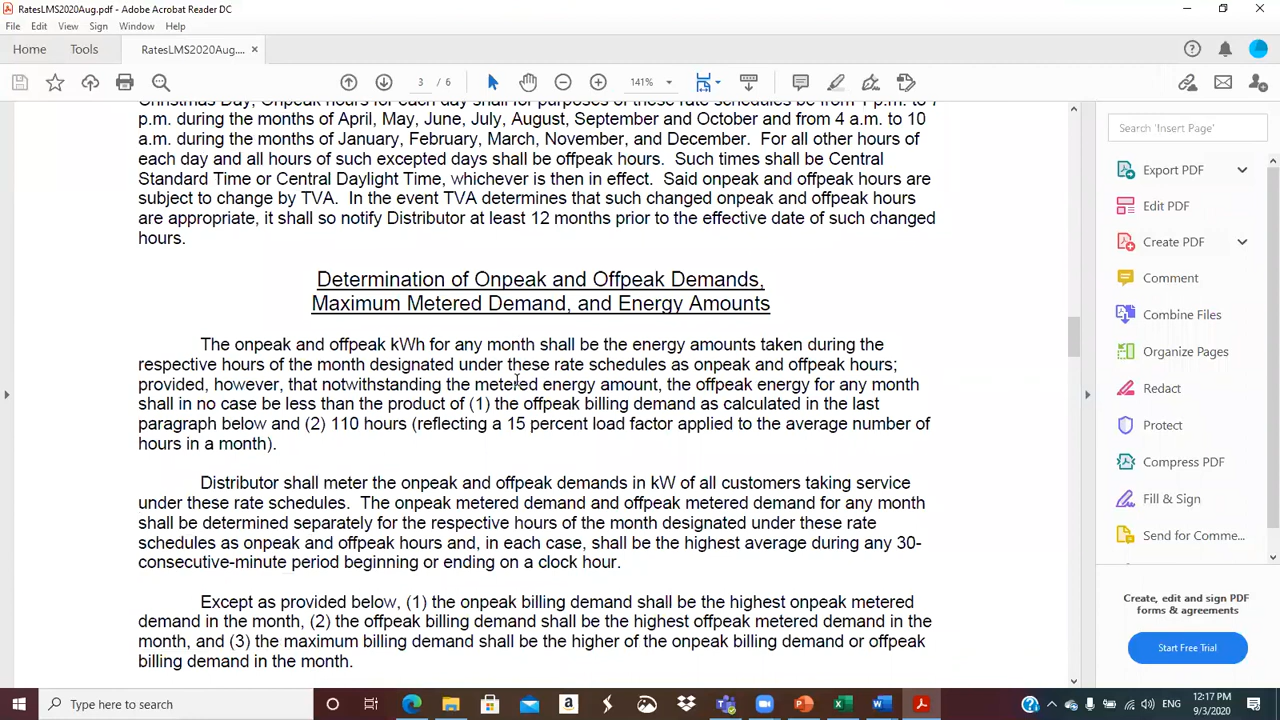 RatesLMS2020Aug.pdf - Adobe Acrobat Reader DC
File Edit View Sign Window Help
Home Tools RatesLMS2020Aug.... ×
3 / 6 141%
Christmas Day, Onpeak hours for each day shall for purposes of these rate schedules be from 1 p.m. to 7
p.m. during the months of April, May, June, July, August, September and October and from 4 a.m. to 10
a.m. during the months of January, February, March, November, and December. For all other hours of
each day and all hours of such excepted days shall be offpeak hours. Such times shall be Central
Standard Time or Central Daylight Time, whichever is then in effect. Said onpeak and offpeak hours are
subject to change by TVA. In the event TVA determines that such changed onpeak and offpeak hours
are appropriate, it shall so notify Distributor at least 12 months prior to the effective date of such changed
hours.
Determination of Onpeak and Offpeak Demands,
Maximum Metered Demand, and Energy Amounts
The onpeak and offpeak kWh for any month shall be the energy amounts taken during the
respective hours of the month designated under these rate schedules as onpeak and offpeak hours;
provided, however, that notwithstanding the metered energy amount, the offpeak energy for any month
shall in no case be less than the product of (1) the offpeak billing demand as calculated in the last
paragraph below and (2) 110 hours (reflecting a 15 percent load factor applied to the average number of
hours in a month).
Distributor shall meter the onpeak and offpeak demands in kW of all customers taking service
under these rate schedules. The onpeak metered demand and offpeak metered demand for any month
shall be determined separately for the respective hours of the month designated under these rate
schedules as onpeak and offpeak hours and, in each case, shall be the highest average during any 30-
consecutive-minute period beginning or ending on a clock hour.
Except as provided below, (1) the onpeak billing demand shall be the highest onpeak metered
demand in the month, (2) the offpeak billing demand shall be the highest offpeak metered demand in the
month, and (3) the maximum billing demand shall be the higher of the onpeak billing demand or offpeak
billing demand in the month.
Search 'Insert Page'
Export PDF
Edit PDF
Create PDF
Comment
Combine Files
Organize Pages
Redact
Protect
Compress PDF
Fill & Sign
Send for Comme...
Create, edit and sign PDF
forms & agreements
Start Free Trial
Type here to search
ENG
12:17 PM
9/3/2020